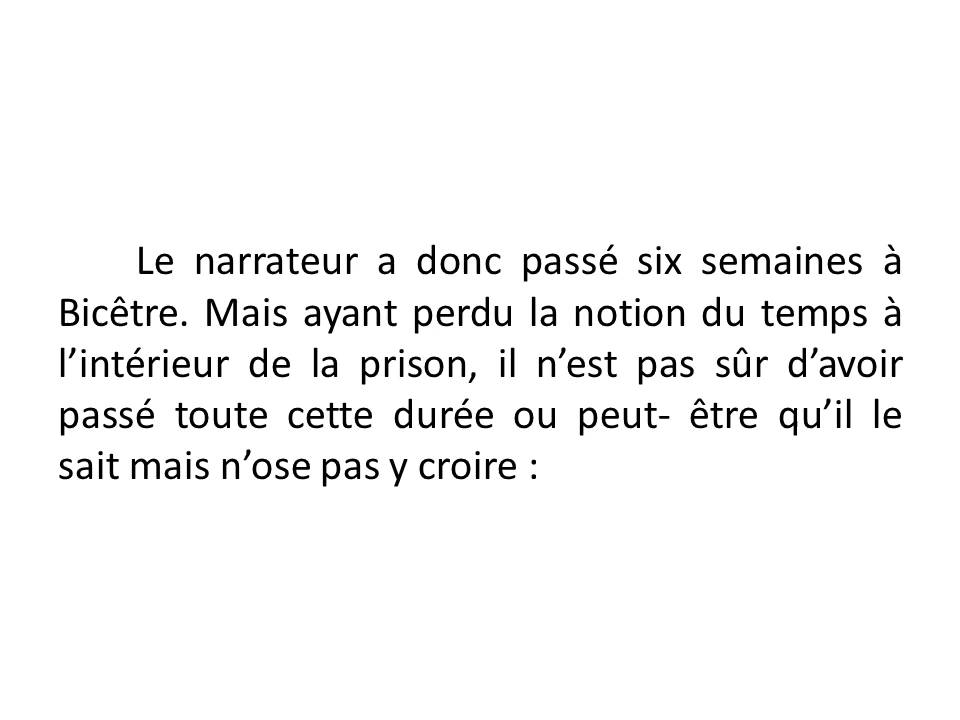 Le narrateur a donc passé six semaines à
Bicêtre. Mais ayant perdu la notion du temps à
l’intérieur de la prison, il n’est pas sûr d’avoir
passé toute cette durée ou peut- être qu’il le
sait mais n’ose pas y croire :